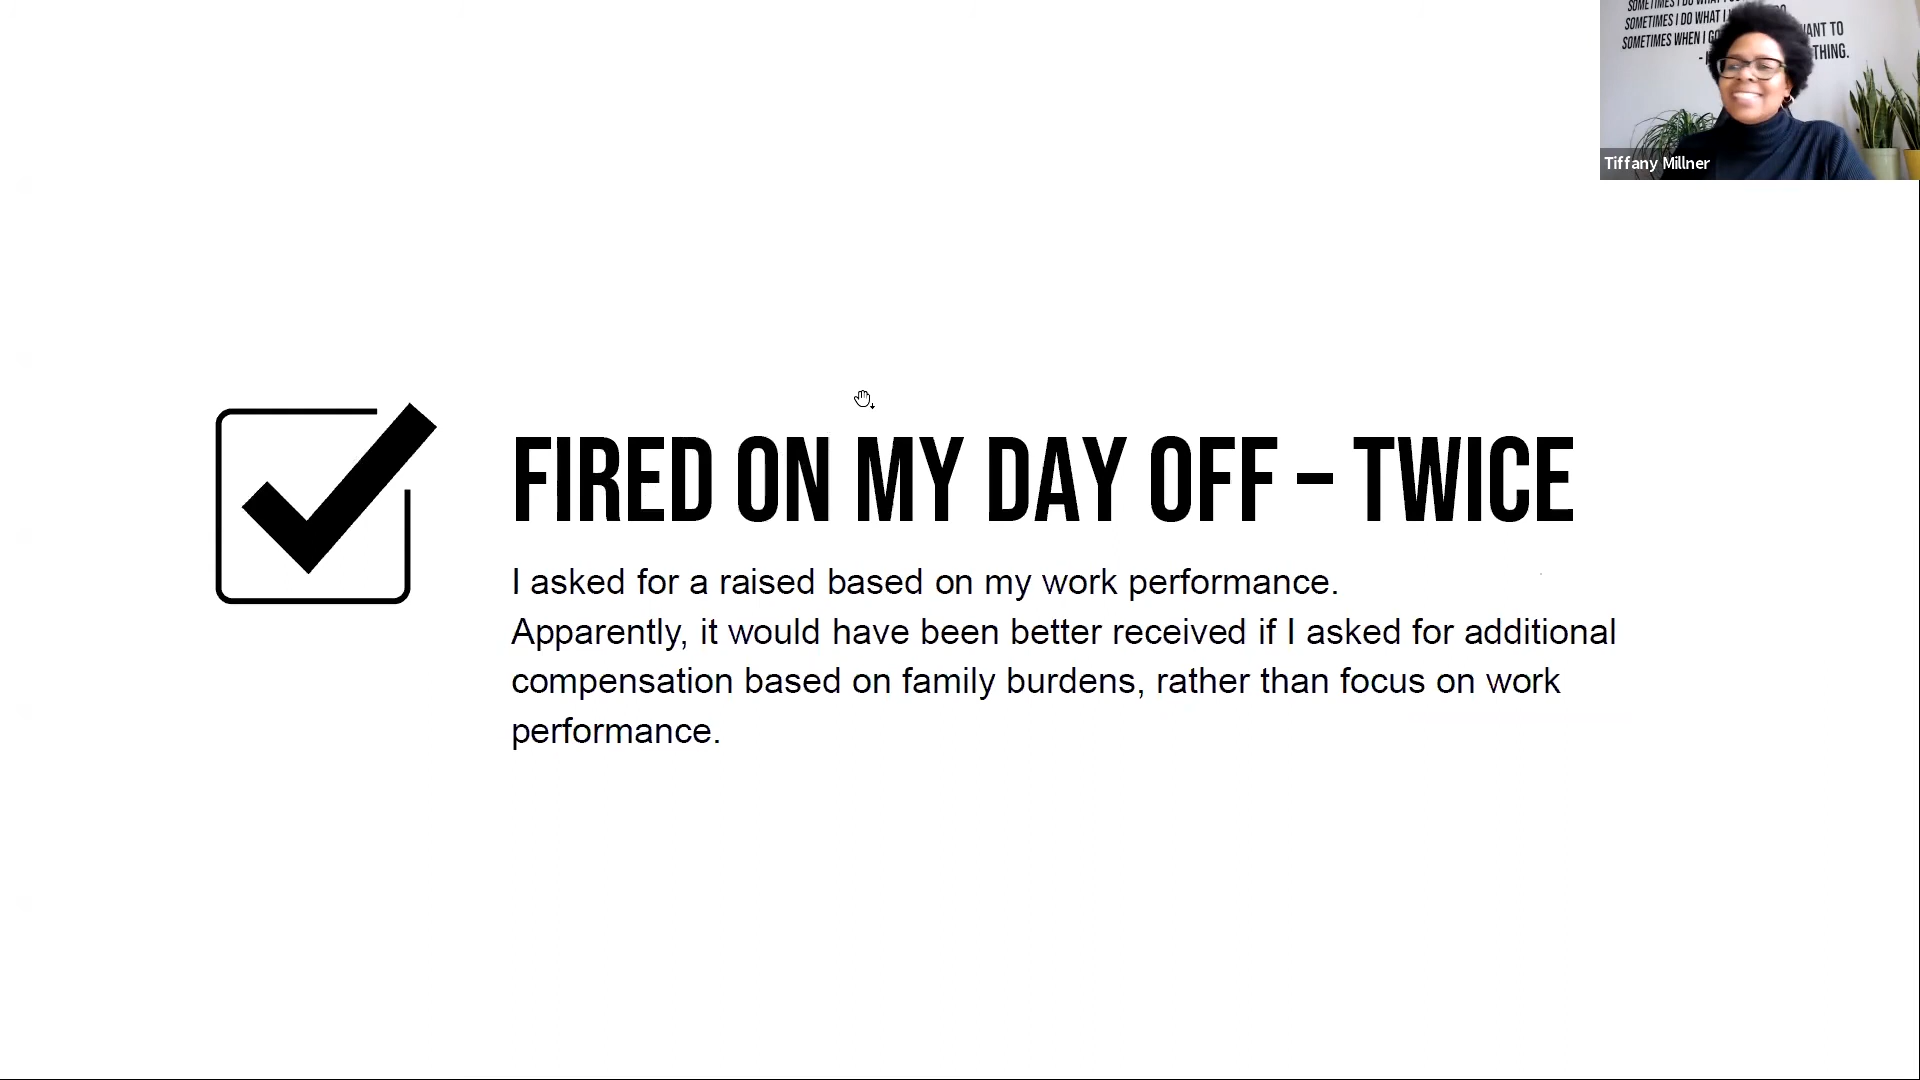 SOMETIMES I DO WHAT I
SOMETIMES WHEN I
WANT TO
THING.
Tiffany Millner
FIRED ON MY DAY OFF – TWICE
I asked for a raised based on my work performance.
Apparently, it would have been better received if I asked for additional
compensation based on family burdens, rather than focus on work
performance.